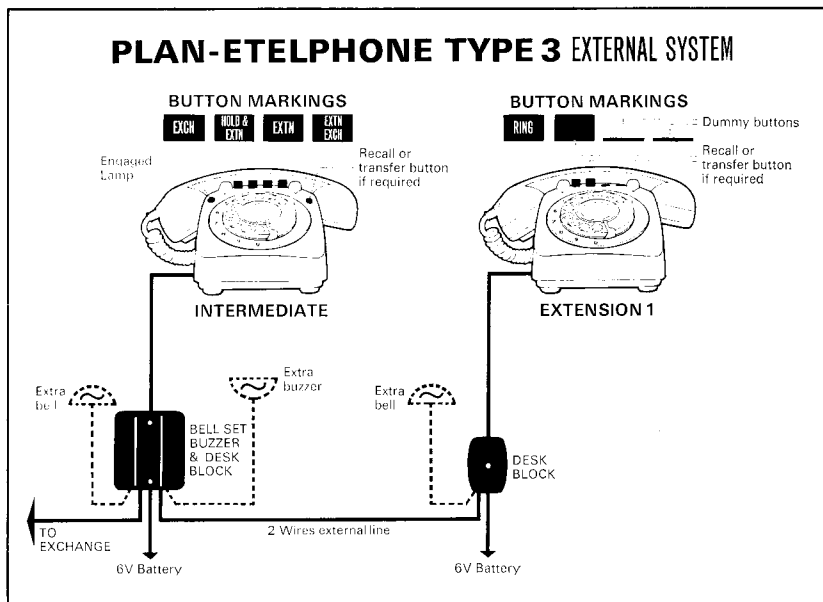 PLAN-ETELPHONE TYPE 3 EXTERNAL SYSTEM
BUTTON MARKINGS
EXCH
HOLD &
EXTN
EXTN
EXTN
EXCH
Engaged
Lamp
Recall or
transfer button
if required
INTERMEDIATE
BUTTON MARKINGS
RING
Dummy buttons
Recall or
transfer button
if required
EXTENSION 1
Extra
bell
Extra
buzzer
BELL SET
BUZZER
& DESK
BLOCK
Extra
bell
DESK
BLOCK
TO
EXCHANGE
2 Wires external line
6V Battery
6V Battery